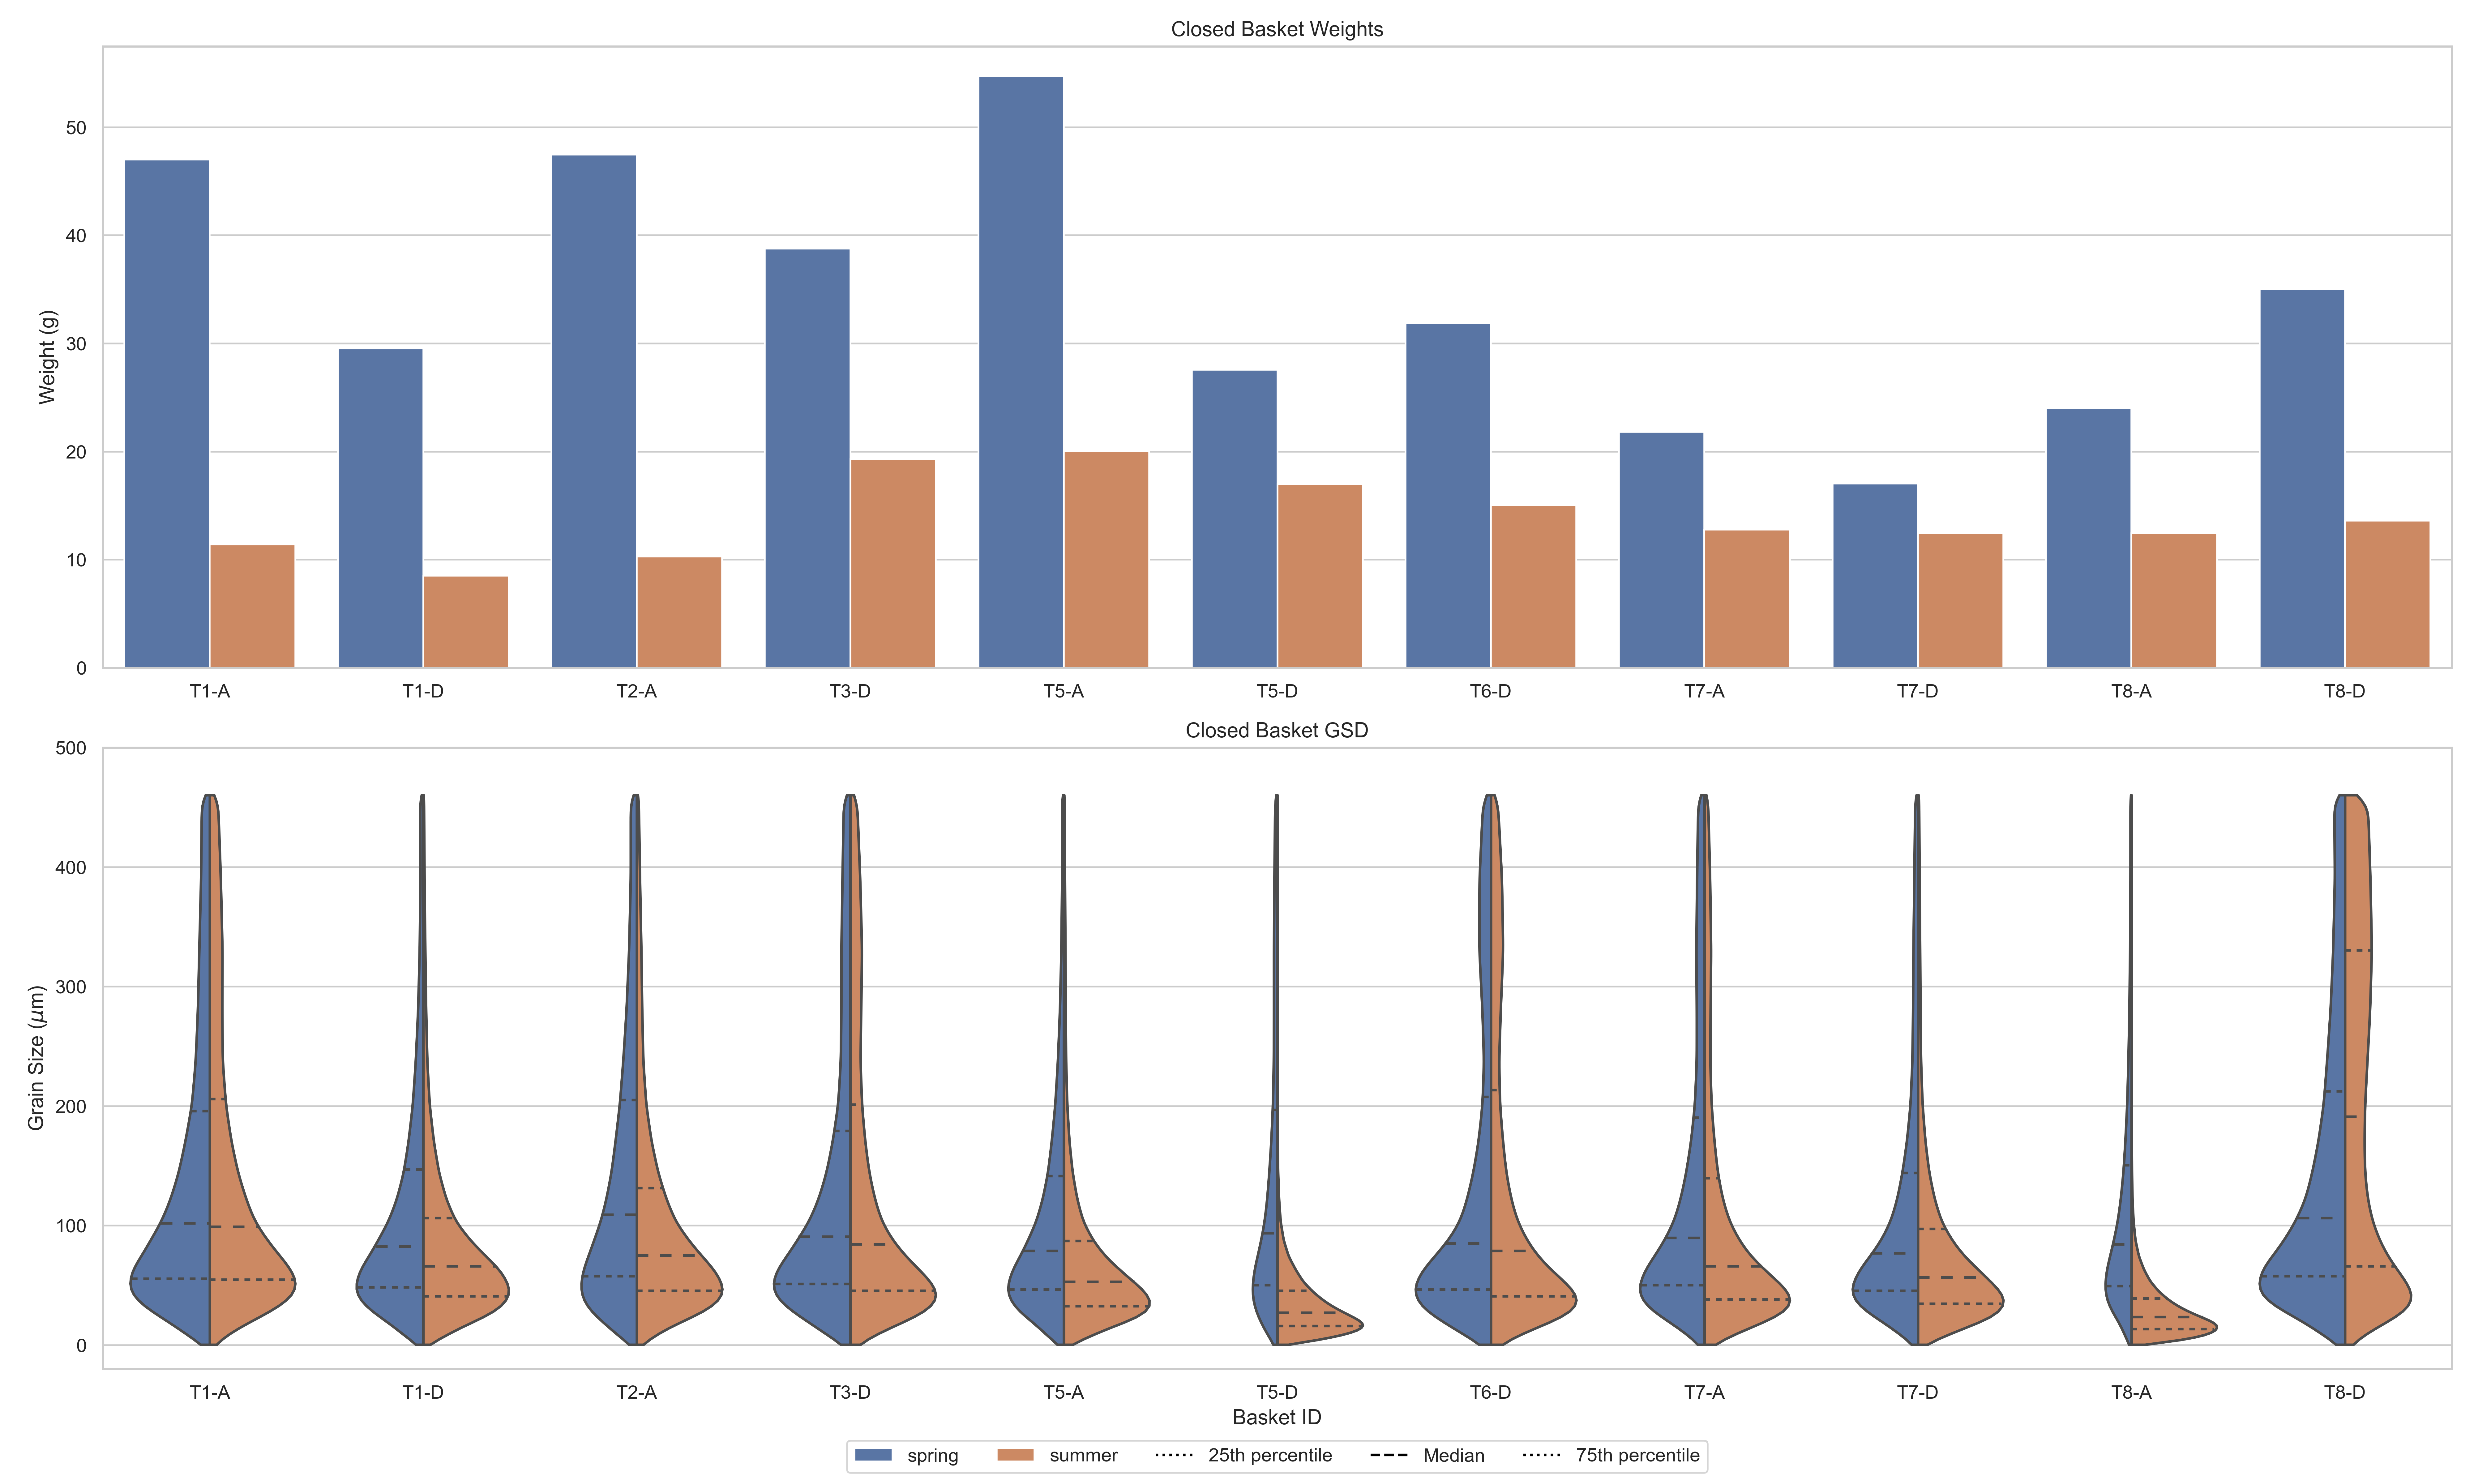 Closed Basket Weights
Weight (g)
50
40
30
20
10
0
T1-A T1-D T2-A T3-D T5-A T5-D T6-D T7-A T7-D T8-A T8-D
Closed Basket GSD
Grain Size (μm)
500
400
300
200
100
0
T1-A T1-D T2-A T3-D T5-A T5-D T6-D T7-A T7-D T8-A T8-D
Basket ID
spring summer 25th percentile Median 75th percentile